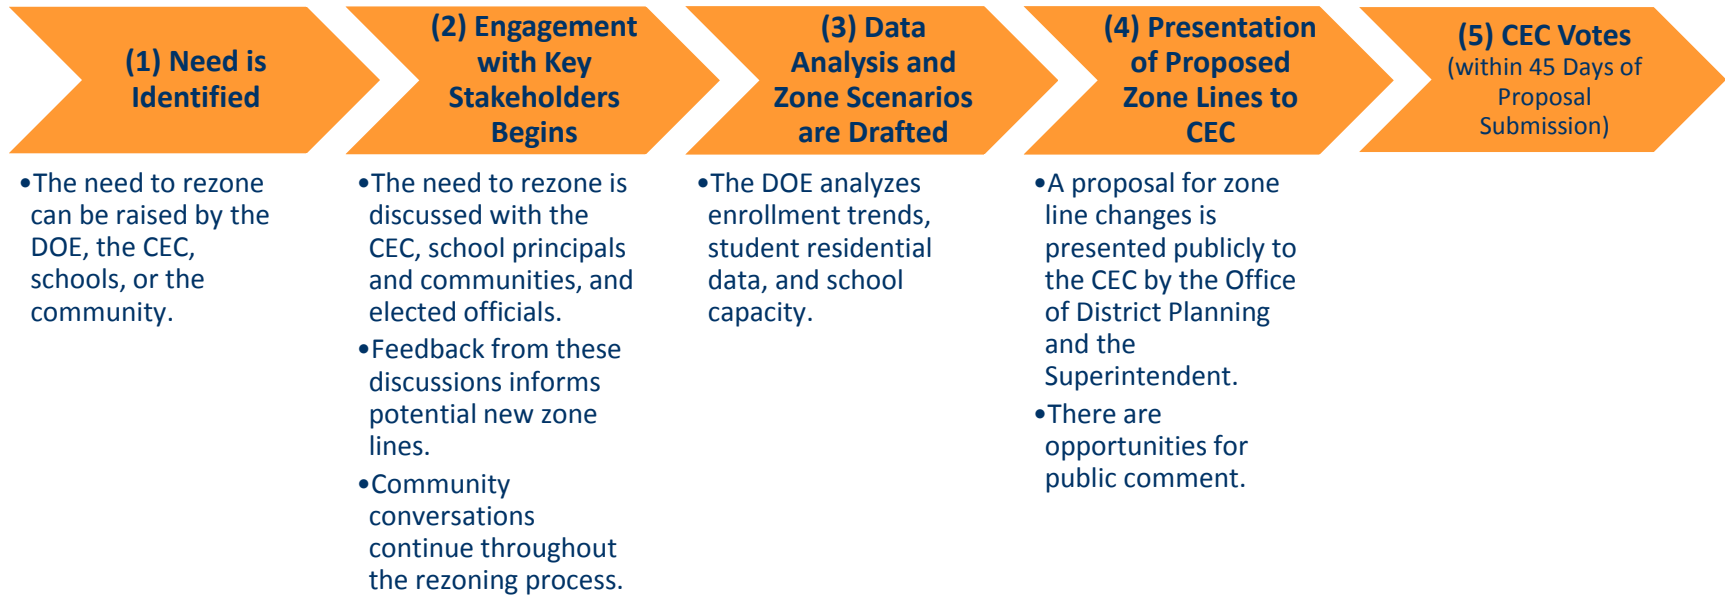 (1) Need is
Identified
•The need to rezone
can be raised by the
DOE, the CEC,
schools, or the
community.
(2) Engagement
with Key
Stakeholders
Begins
•The need to rezone is
discussed with the
CEC, school principals
and communities, and
elected officials.
•Feedback from these
discussions informs
potential new zone
lines.
•Community
conversations
continue throughout
the rezoning process.
(3) Data
Analysis and
Zone Scenarios
are Drafted
•The DOE analyzes
enrollment trends,
student residential
data, and school
capacity.
(4) Presentation
of Proposed
Zone Lines to
CEC
•A proposal for zone
line changes is
presented publicly to
the CEC by the Office
of District Planning
and the
Superintendent.
•There are
opportunities for
public comment.
(5) CEC Votes
(within 45 Days of
Proposal
Submission)